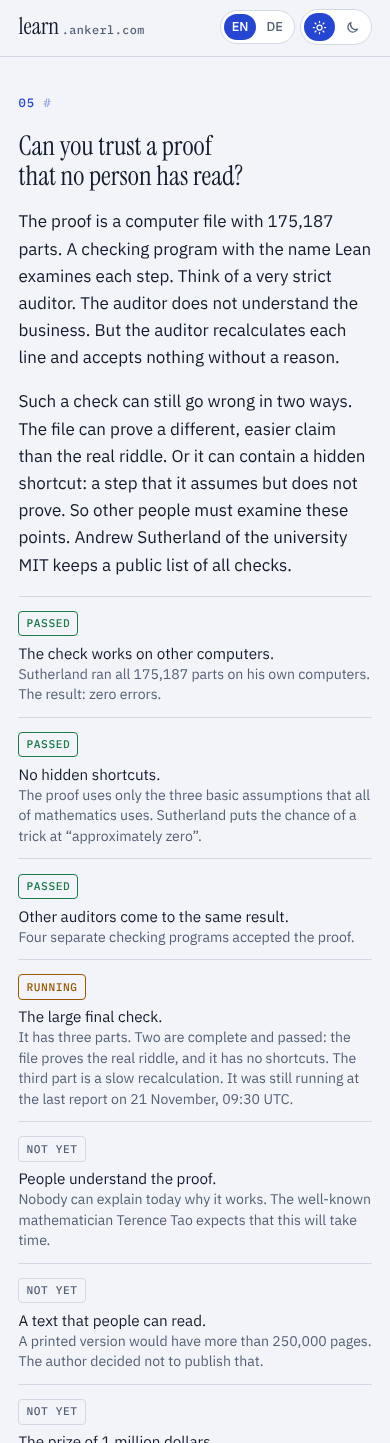 learn.ankerl.com EN DE
05 #
Can you trust a proof
that no person has read?
The proof is a computer file with 175,187
parts. A checking program with the name Lean
examines each step. Think of a very strict
auditor. The auditor does not understand the
business. But the auditor recalculates each
line and accepts nothing without a reason.
Such a check can still go wrong in two ways.
The file can prove a different, easier claim
than the real riddle. Or it can contain a hidden
shortcut: a step that it assumes but does not
prove. So other people must examine these
points. Andrew Sutherland of the university
MIT keeps a public list of all checks.
PASSED
The check works on other computers.
Sutherland ran all 175,187 parts on his own computers.
The result: zero errors.
PASSED
No hidden shortcuts.
The proof uses only the three basic assumptions that all
of mathematics uses. Sutherland puts the chance of a
trick at “approximately zero”.
PASSED
Other auditors come to the same result.
Four separate checking programs accepted the proof.
RUNNING
The large final check.
It has three parts. Two are complete and passed: the
file proves the real riddle, and it has no shortcuts. The
third part is a slow recalculation. It was still running at
the last report on 21 November, 09:30 UTC.
NOT YET
People understand the proof.
Nobody can explain today why it works. The well-known
mathematician Terence Tao expects that this will take
time.
NOT YET
A text that people can read.
A printed version would have more than 250,000 pages.
The author decided not to publish that.
NOT YET
The prize of 1 million dollars.